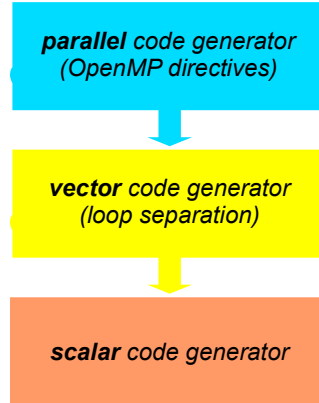 parallel code generator
(OpenMP directives)
vector code generator
(loop separation)
scalar code generator